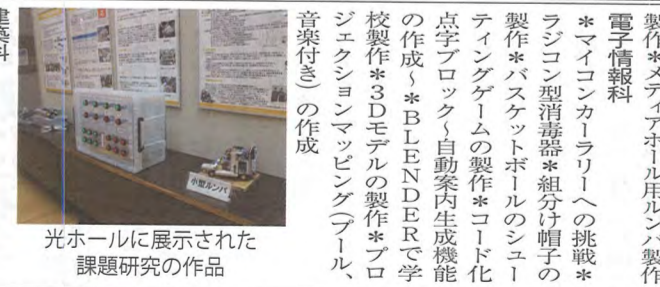 製作＊メディアホール用ルンバ製作
電子情報科
＊マイコンカーラリーへの挑戦＊
ラジコン型消毒器＊組分け帽子の
製作＊バスケットボールのシュー
ティングゲームの製作＊コード化
点字ブロック～自動案内生成機能
の作成～＊BLENDERで学
校製作＊3Dモデルの製作＊プロ
ジェクションマッピング（プール、
音楽付き）の作成
小型ルンバ
光ホールに展示された
課題研究の作品
建築科